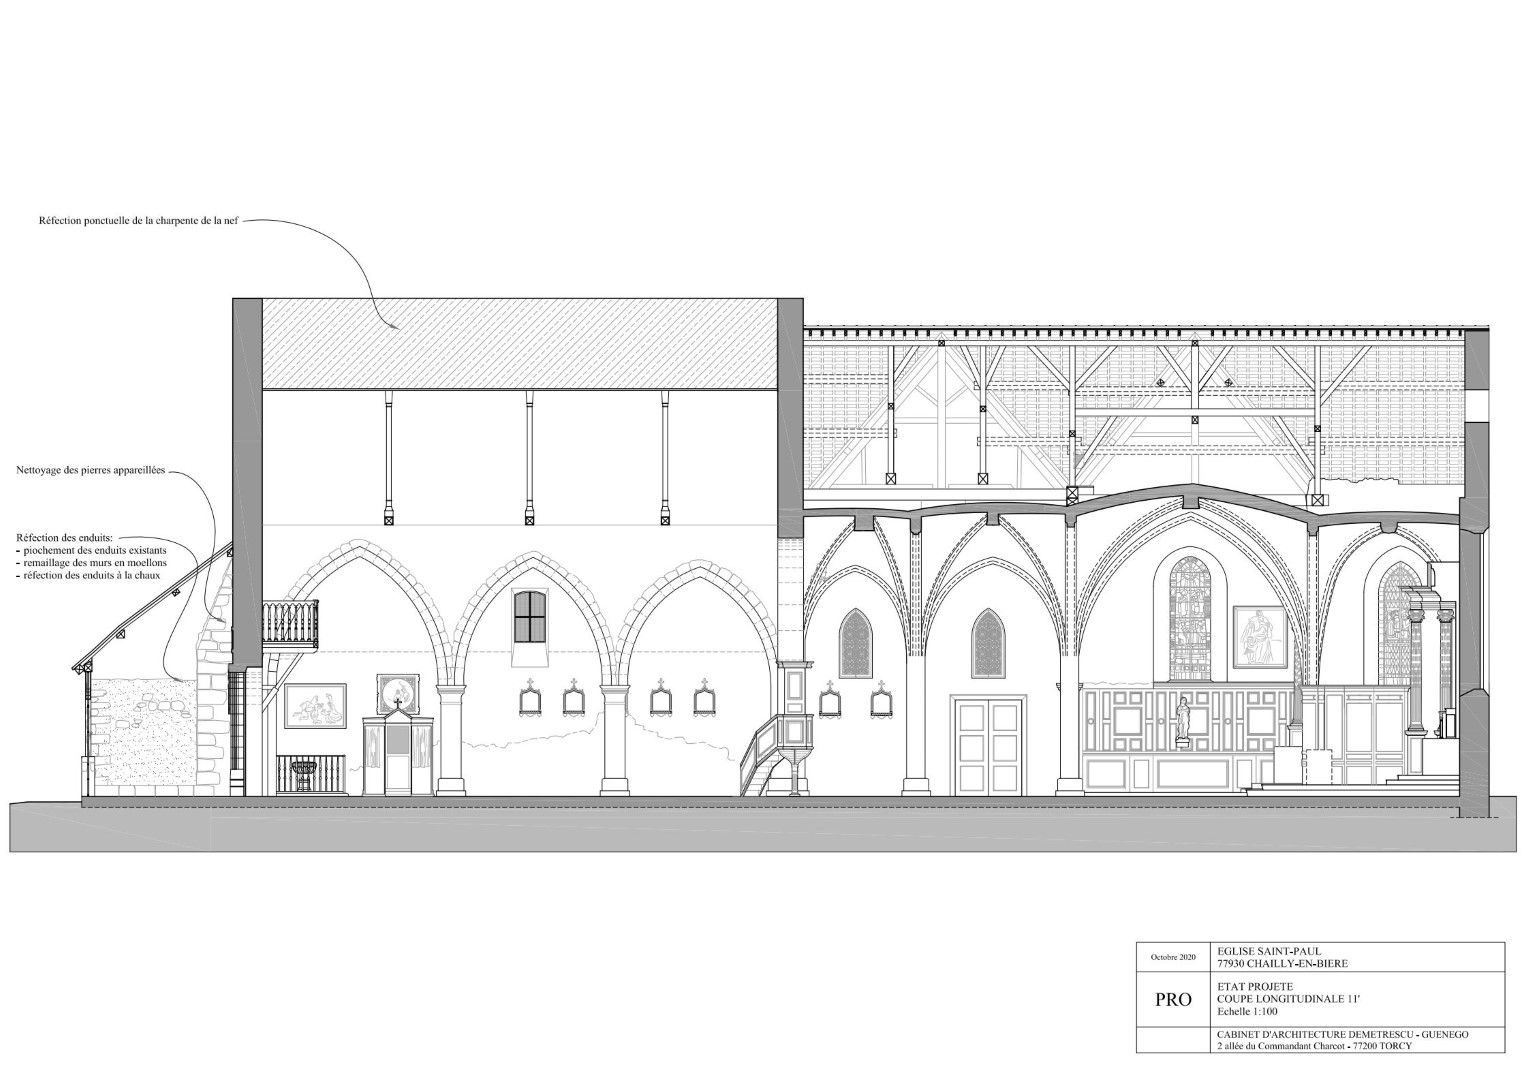 Réfection ponctuelle de la charpente de la nef
Nettoyage des pierres appareillées
Réfection des enduits:
- piochement des enduits existants
- remaillage des murs en moellons
- réfection des enduits à la chaux
Octobre 2020
EGLISE SAINT-PAUL
77930 CHAILLY-EN-BIERE
PRO
ETAT PROJETE
COUPE LONGITUDINALE 11'
Echelle 1:100
CABINET D'ARCHITECTURE DEMETRESCU - GUENEGO
2 allée du Commandant Charcot - 77200 TORCY